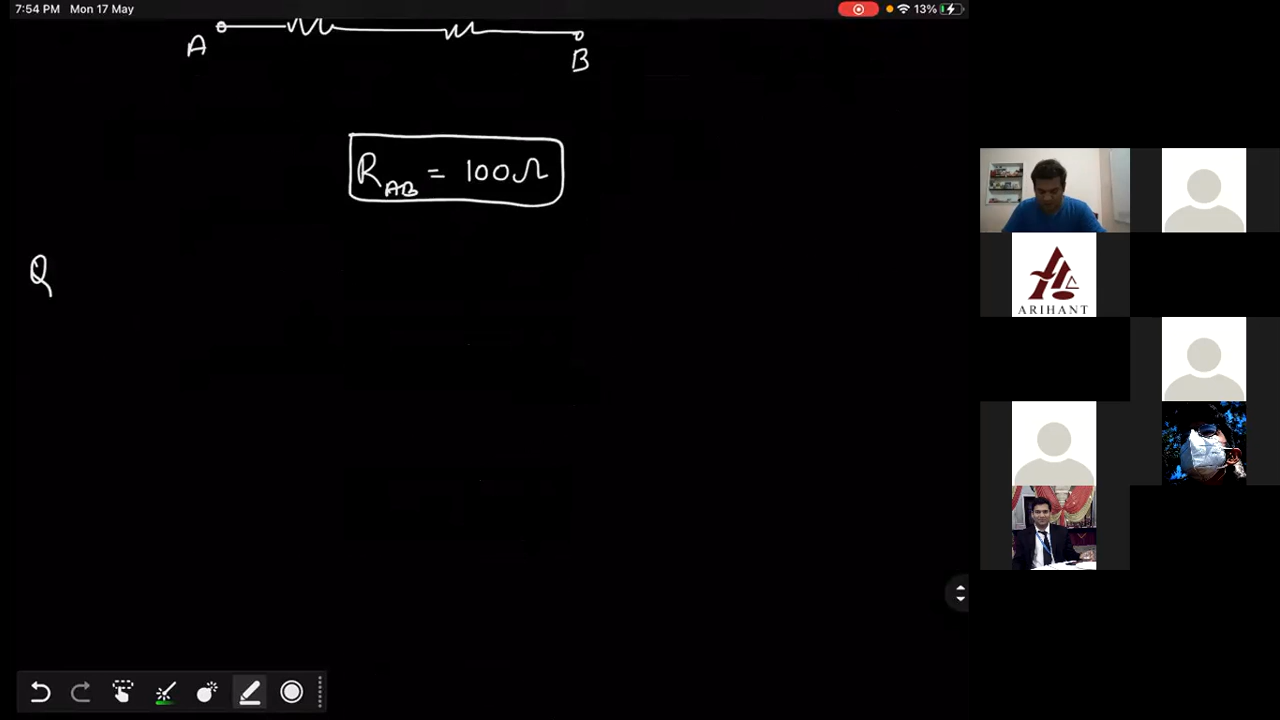 7:54 PM Mon 17 May
13%
A
B
R_AB = 100Ω
Q
ARIHANT